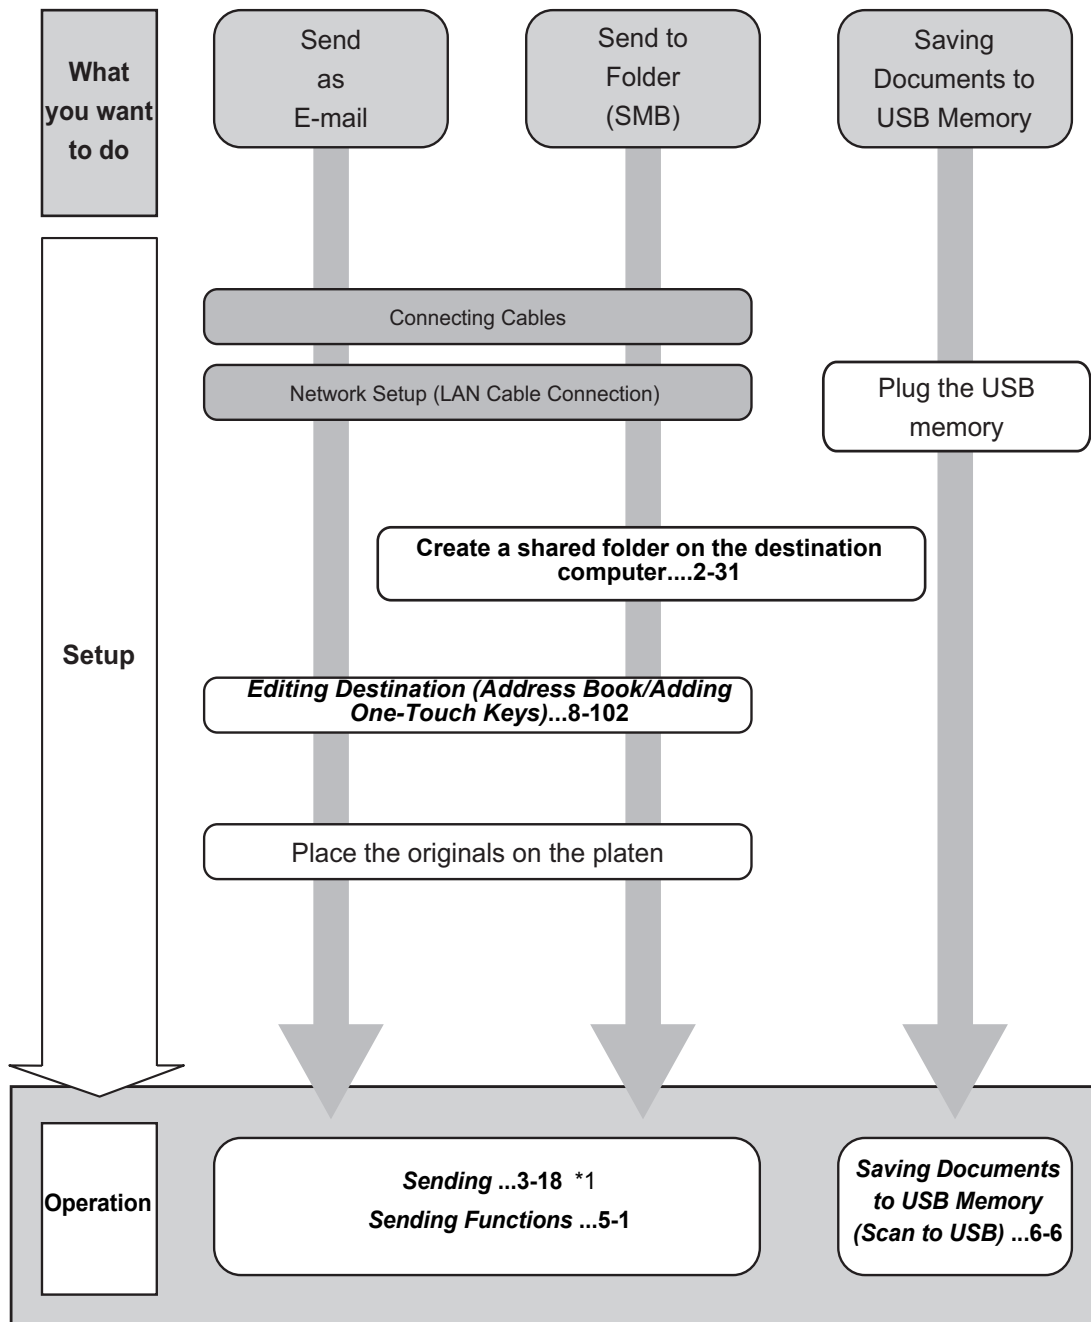 What
you want
to do
Send
as
E-mail
Send to
Folder
(SMB)
Saving
Documents to
USB Memory
Connecting Cables
Network Setup (LAN Cable Connection)
Plug the USB
memory
Create a shared folder on the destination
computer....2-31
Setup
Editing Destination (Address Book/Adding
One-Touch Keys)...8-102
Place the originals on the platen
Operation
Sending ...3-18 *1
Sending Functions ...5-1
Saving Documents
to USB Memory
(Scan to USB) ...6-6